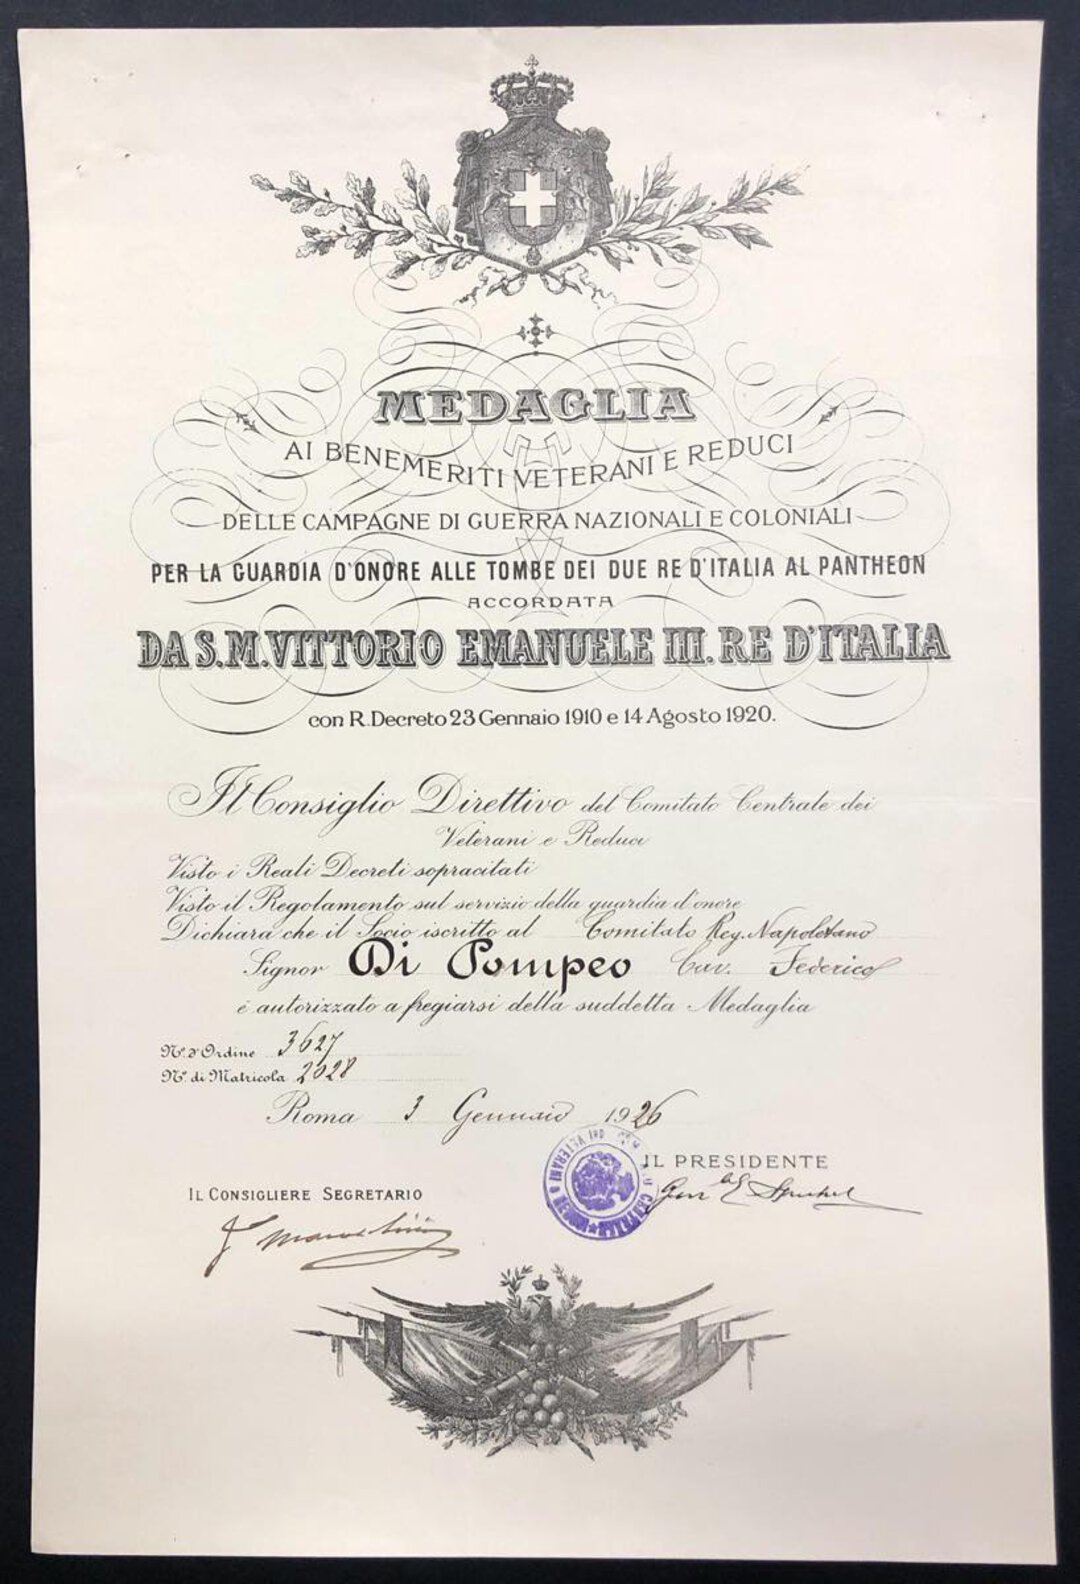 MEDAGLIA
AI BENEMERITI VETERANI E REDUCI
DELLE CAMPAGNE DI GUERRA NAZIONALI E COLONIALI
PER LA GUARDIA D'ONORE ALLE TOMBE DEI DUE RE D'ITALIA AL PANTHEON
ACCORDATA
DA S.M. VITTORIO EMANUELE III. RE D'ITALIA
con R. Decreto 23 Gennaio 1910 e 14 Agosto 1920.
Il Consiglio Direttivo del Comitato Centrale dei
Veterani e Reduci
Visto i Reali Decreti sopracitati
Visto il Regolamento sul servizio della guardia d'onore
Dichiara che il Socio iscritto al Comitato Reg. Napoletano
Signor Di Pompeo Cav. Federico
è autorizzato a fregiarsi della suddetta Medaglia
N.° d'Ordine 3627
N.° di Matricola 2028
Roma 3 Gennaio 1926
IL PRESIDENTE
IL CONSIGLIERE SEGRETARIO